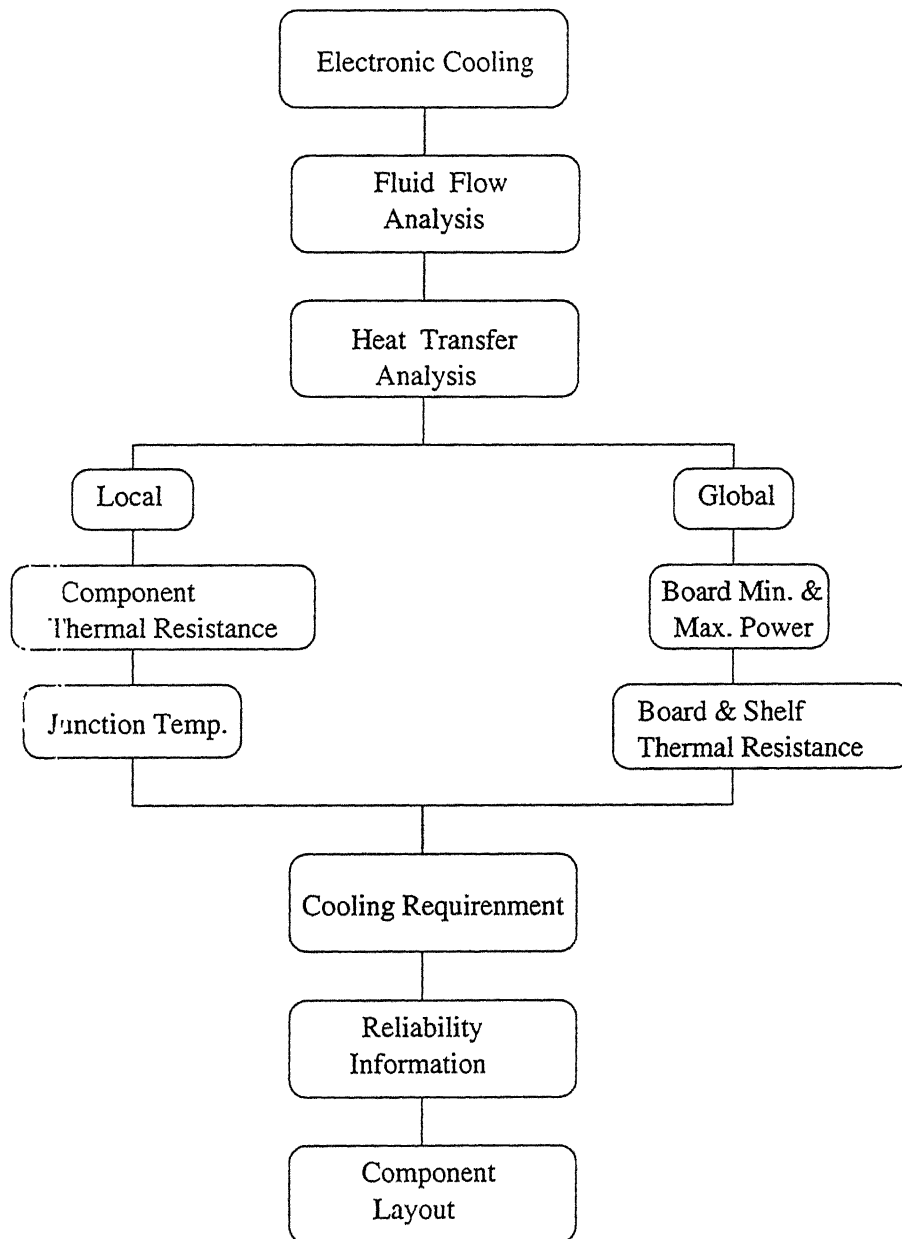 Electronic Cooling
Fluid Flow
Analysis
Heat Transfer
Analysis
Local
Global
Component
Thermal Resistance
Board Min. &
Max. Power
Junction Temp.
Board & Shelf
Thermal Resistance
Cooling Requirenment
Reliability
Information
Component
Layout